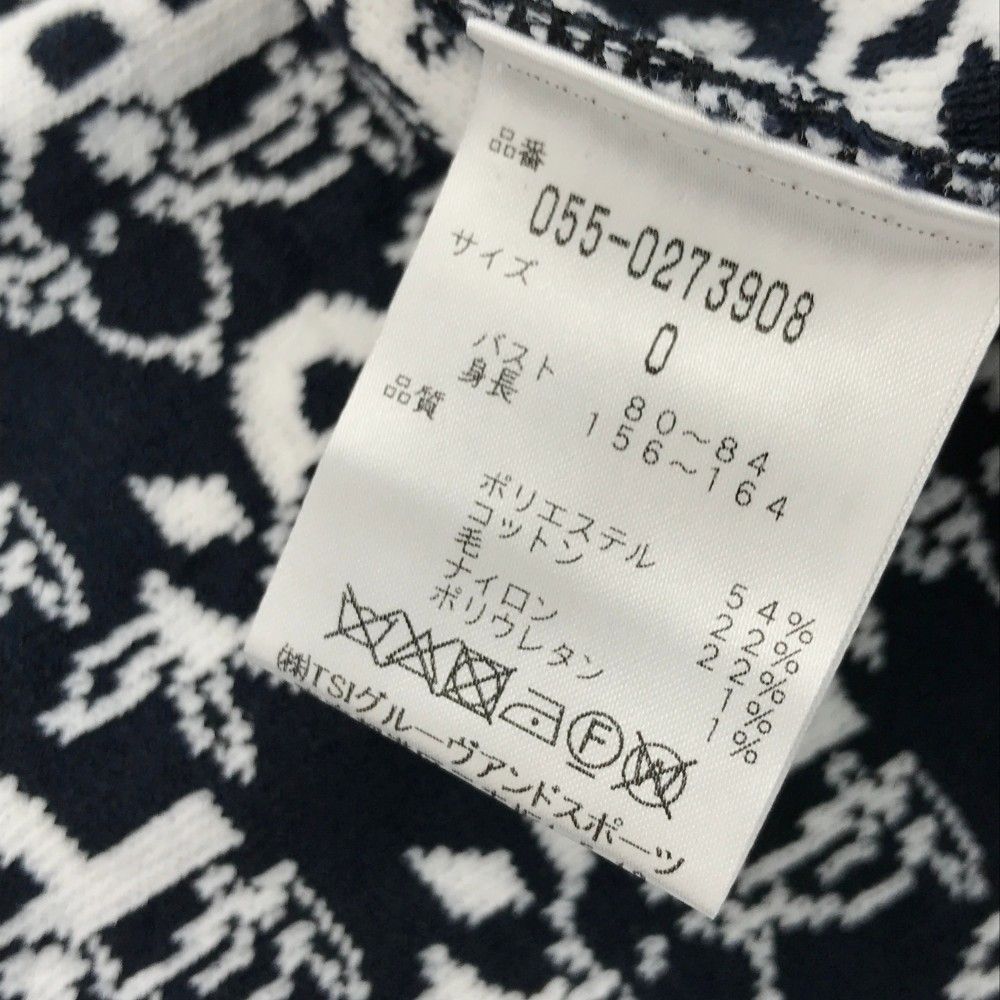 品番
055-0273908
サイズ
0
バスト 80～84
身長 156～164
品質
ポリエステル 54%
コットン 22%
毛 22%
ナイロン 1%
ポリウレタン 1%
F W
㈱TSIグルーヴアンドスポーツ